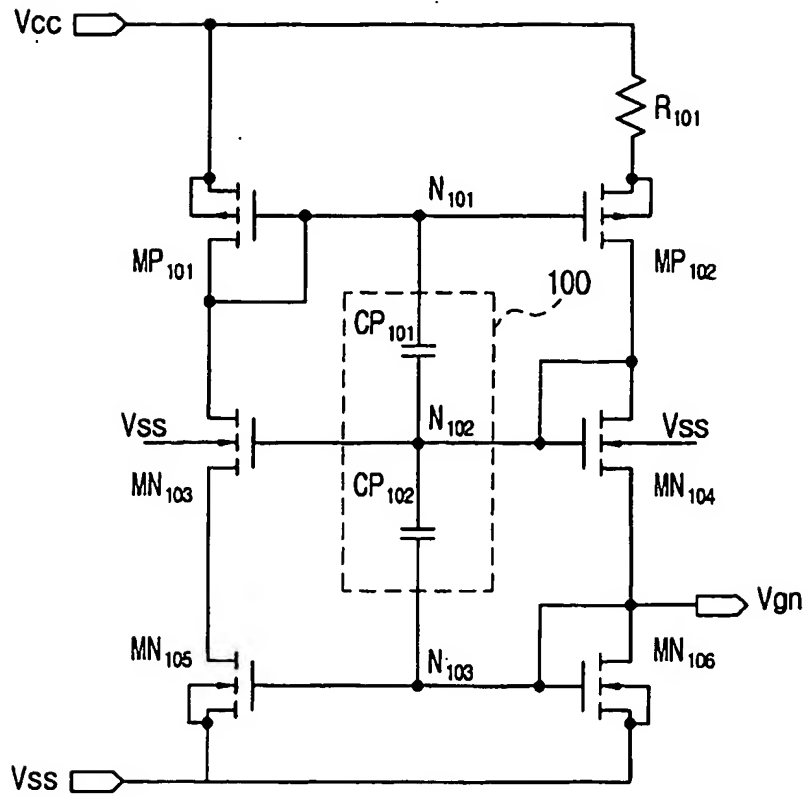 Vcc
R101
N101
MP101
MP102
100
CP101
Vss
N102
Vss
MN103
CP102
MN104
Vgn
MN105
N103
MN106
Vss